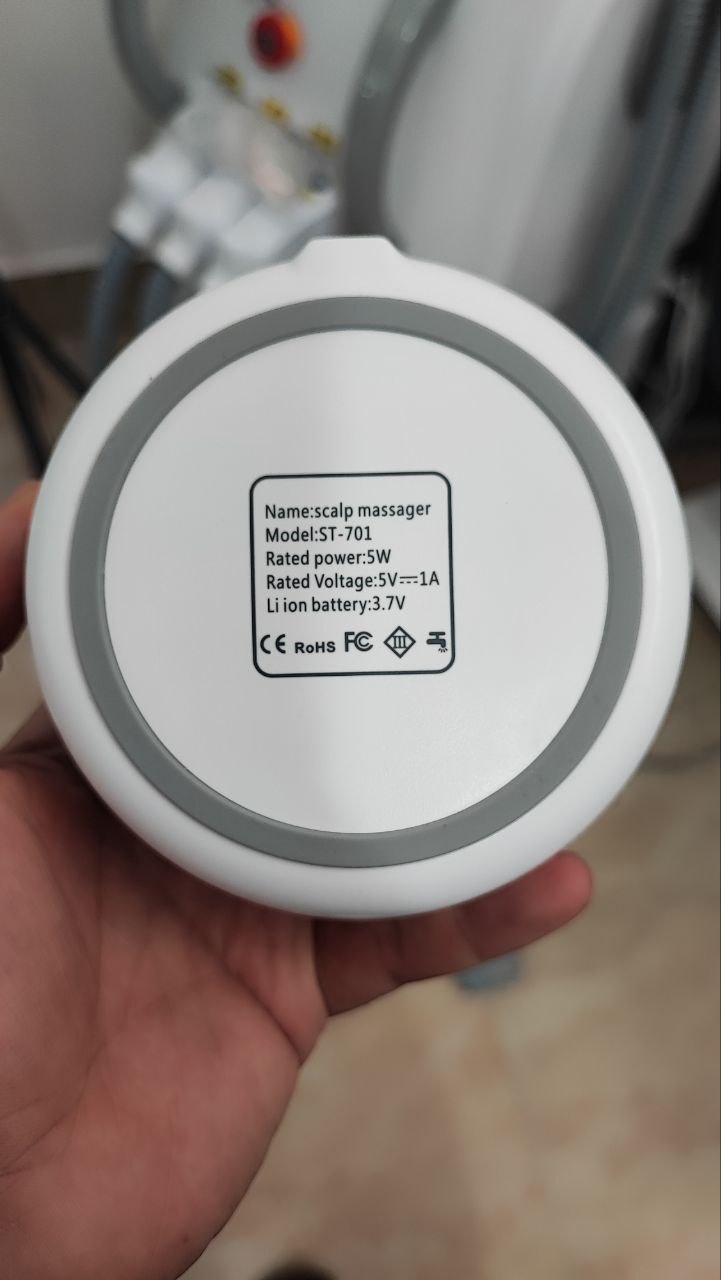 Name:scalp massager
Model:ST-701
Rated power:5W
Rated Voltage:5V⎓1A
Li ion battery:3.7V
CE RoHS FC III